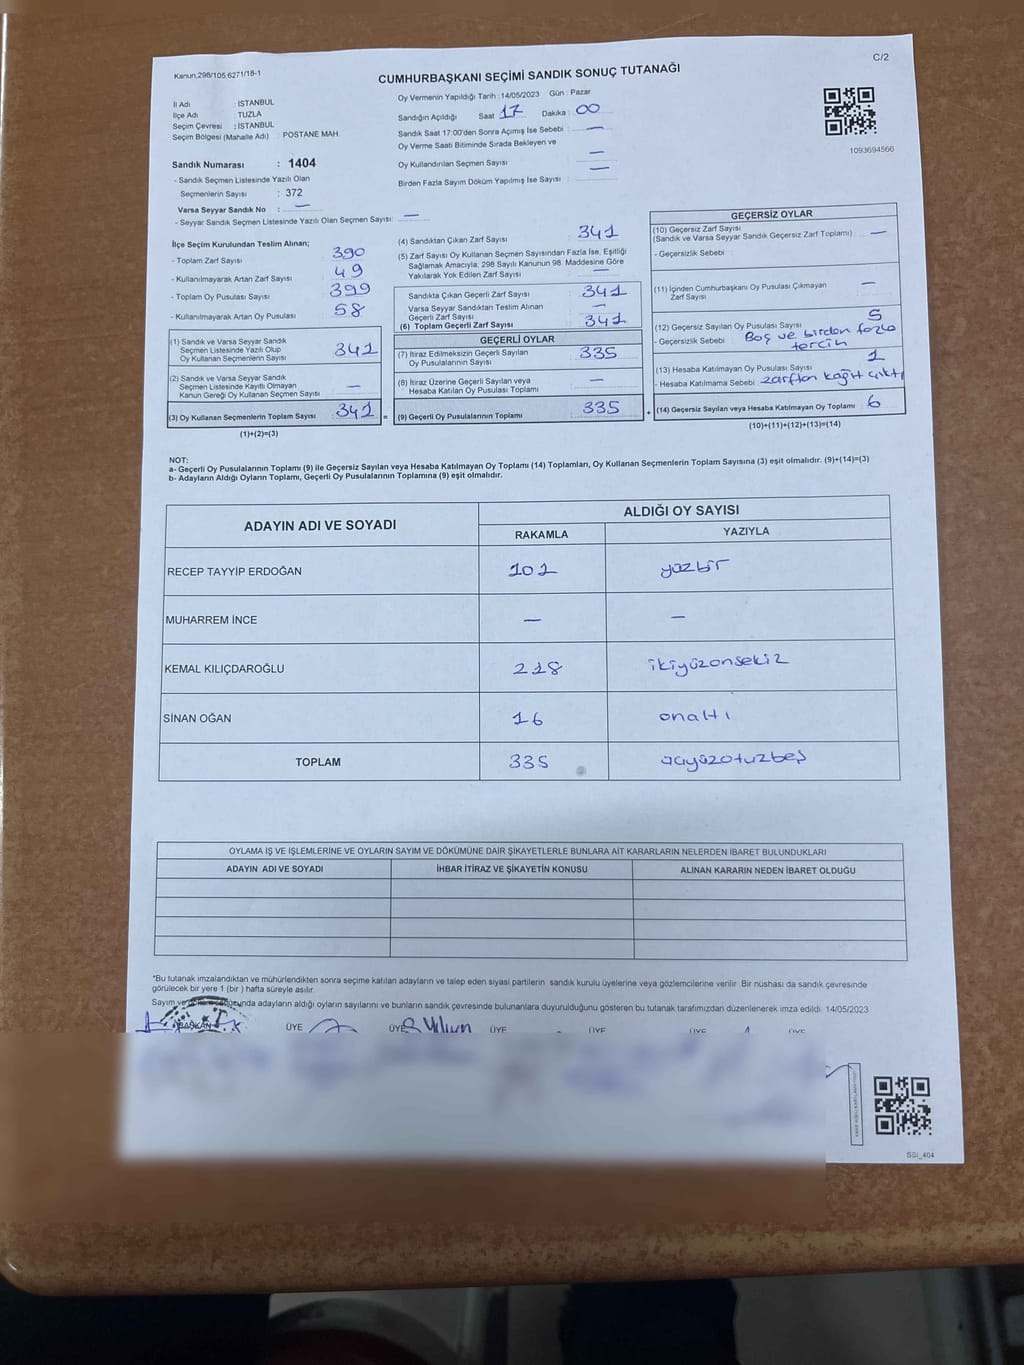 Kanun:298/105;6271/18-1
C/2
CUMHURBAŞKANI SEÇİMİ SANDIK SONUÇ TUTANAĞI
İl Adı : İSTANBUL
İlçe Adı : TUZLA
Seçim Çevresi : İSTANBUL
Seçim Bölgesi (Mahalle Adı) POSTANE MAH.
Sandık Numarası : 1404
- Sandık Seçmen Listesinde Yazılı Olan
Seçmenlerin Sayısı : 372
Varsa Seyyar Sandık No : —
- Seyyar Sandık Seçmen Listesinde Yazılı Olan Seçmen Sayısı: —
Oy Vermenin Yapıldığı Tarih : 14/05/2023 Gün : Pazar
Sandığın Açıldığı Saat : 17 Dakika : 00
Sandık Saat 17:00'den Sonra Açımış İse Sebebi : —
Oy Verme Saati Bitiminde Sırada Bekleyen ve
Oy Kullandırılan Seçmen Sayısı —
Birden Fazla Sayım Döküm Yapılmış İse Sayısı : —
1093694566
İlçe Seçim Kurulundan Teslim Alınan;
- Toplam Zarf Sayısı : 390
- Kullanılmayarak Artan Zarf Sayısı : 49
- Toplam Oy Pusulası Sayısı : 399
- Kullanılmayarak Artan Oy Pusulası : 58
(1) Sandık ve Varsa Seyyar Sandık
Seçmen Listesinde Yazılı Olup
Oy Kullanan Seçmenlerin Sayısı : 341
(2) Sandık ve Varsa Seyyar Sandık
Seçmen Listesinde Kayıtlı Olmayan
Kanun Gereği Oy Kullanan Seçmen Sayısı : —
(3) Oy Kullanan Seçmenlerin Toplam Sayısı : 341 =
(1)+(2)=(3)
(4) Sandıktan Çıkan Zarf Sayısı : 341
(5) Zarf Sayısı Oy Kullanan Seçmen Sayısından Fazla İse, Eşitliği
Sağlamak Amacıyla; 298 Sayılı Kanunun 98. Maddesine Göre
Yakılarak Yok Edilen Zarf Sayısı : —
Sandıkta Çıkan Geçerli Zarf Sayısı : 341
Varsa Seyyar Sandıktan Teslim Alınan
Geçerli Zarf Sayısı : —
(6) Toplam Geçerli Zarf Sayısı : 341
GEÇERLİ OYLAR
(7) İtiraz Edilmeksizin Geçerli Sayılan
Oy Pusulalarının Sayısı : 335
(8) İtiraz Üzerine Geçerli Sayılan veya
Hesaba Katılan Oy Pusulası Toplamı : —
(9) Geçerli Oy Pusulalarının Toplamı : 335 +
GEÇERSİZ OYLAR
(10) Geçersiz Zarf Sayısı
(Sandık ve Varsa Seyyar Sandık Geçersiz Zarf Toplamı) : —
- Geçersizlik Sebebi :
(11) İçinden Cumhurbaşkanı Oy Pusulası Çıkmayan
Zarf Sayısı : —
(12) Geçersiz Sayılan Oy Pusulası Sayısı : 5
- Geçersizlik Sebebi : Boş ve birden fazla
tercih
(13) Hesaba Katılmayan Oy Pusulası Sayısı : 1
- Hesaba Katılmama Sebebi : zarftan kağıt çıktı
(14) Geçersiz Sayılan veya Hesaba Katılmayan Oy Toplamı : 6
(10)+(11)+(12)+(13)=(14)
NOT:
a- Geçerli Oy Pusulalarının Toplamı (9) ile Geçersiz Sayılan veya Hesaba Katılmayan Oy Toplamı (14) Toplamları, Oy Kullanan Seçmenlerin Toplam Sayısına (3) eşit olmalıdır. (9)+(14)=(3)
b- Adayların Aldığı Oyların Toplamı, Geçerli Oy Pusulalarının Toplamına (9) eşit olmalıdır.
ADAYIN ADI VE SOYADI
ALDIĞI OY SAYISI
RAKAMLA YAZIYLA
RECEP TAYYİP ERDOĞAN 101 yüzbir
MUHARREM İNCE — —
KEMAL KILIÇDAROĞLU 218 ikiyüzonsekiz
SİNAN OĞAN 16 onaltı
TOPLAM 335 üçyüzotuzbeş
OYLAMA İŞ VE İŞLEMLERİNE VE OYLARIN SAYIM VE DÖKÜMÜNE DAİR ŞİKAYETLERLE BUNLARA AİT KARARLARIN NELERDEN İBARET BULUNDUKLARI
ADAYIN ADI VE SOYADI İHBAR İTİRAZ VE ŞİKAYETİN KONUSU ALINAN KARARIN NEDEN İBARET OLDUĞU
*Bu tutanak imzalandıktan ve mühürlendikten sonra seçime katılan adayların ve talep eden siyasi partilerin sandık kurulu üyelerine veya gözlemcilerine verilir. Bir nüshası da sandık çevresinde
görülecek bir yere 1 (bir ) hafta süreyle asılır.
Sayım ve adayların aldığı oyların sayılarını ve bunların sandık çevresinde bulunanlara duyurulduğunu gösteren bu tutanak tarafımızdan düzenlenerek imza edildi. 14/05/2023
BAŞKAN ÜYE ÜYE ÜYE ÜYE ÜYE ÜYE
SSI_404